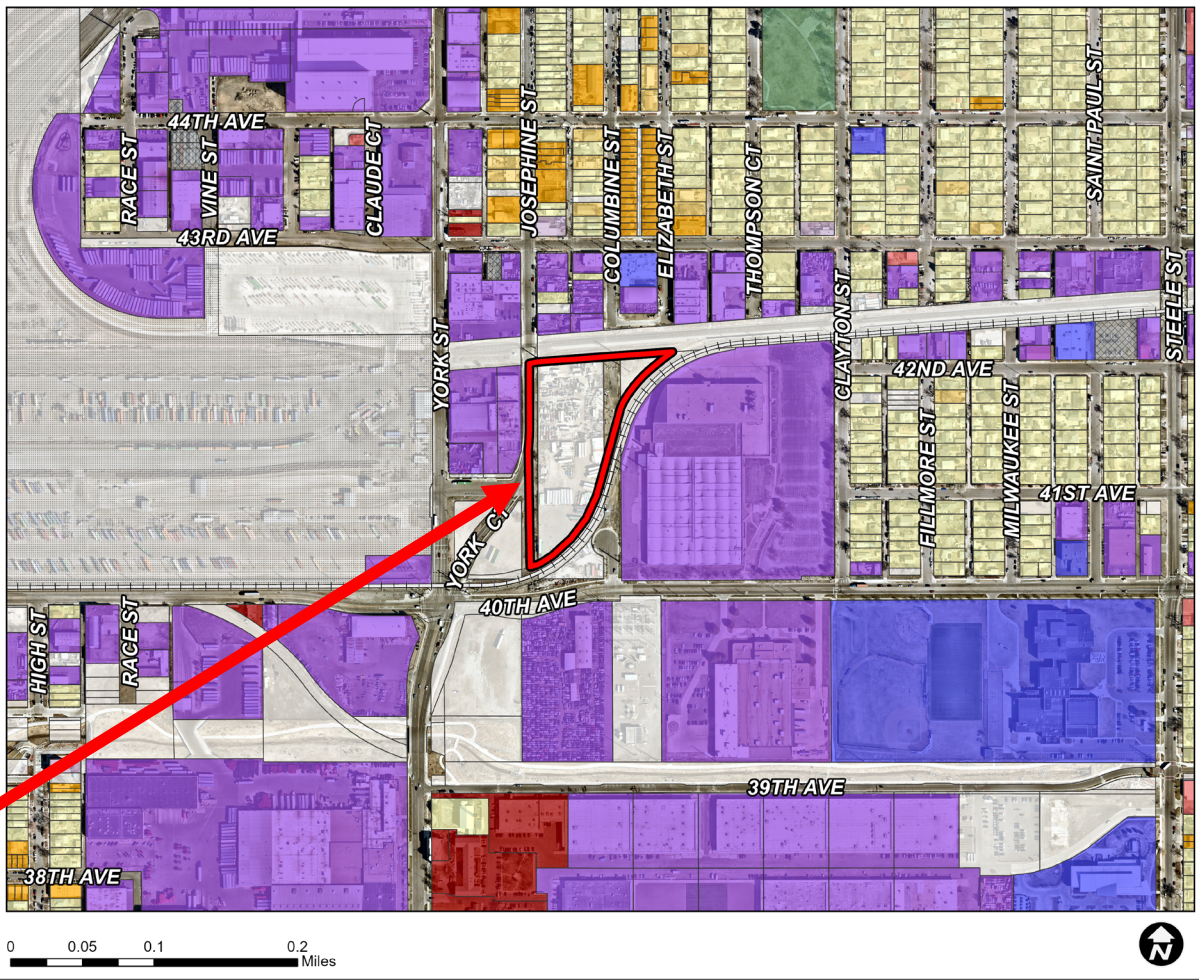 44TH AVE
RACE ST
VINE ST
CLAUDE CT
43RD AVE
JOSEPHINE ST
COLUMBINE ST
ELIZABETH ST
THOMPSON CT
SAINT PAUL ST
YORK ST
CLAYTON ST
STEELE ST
42ND AVE
FILLMORE ST
MILWAUKEE ST
41ST AVE
YORK CT
40TH AVE
HIGH ST
RACE ST
39TH AVE
38TH AVE
0 0.05 0.1 0.2
Miles
N